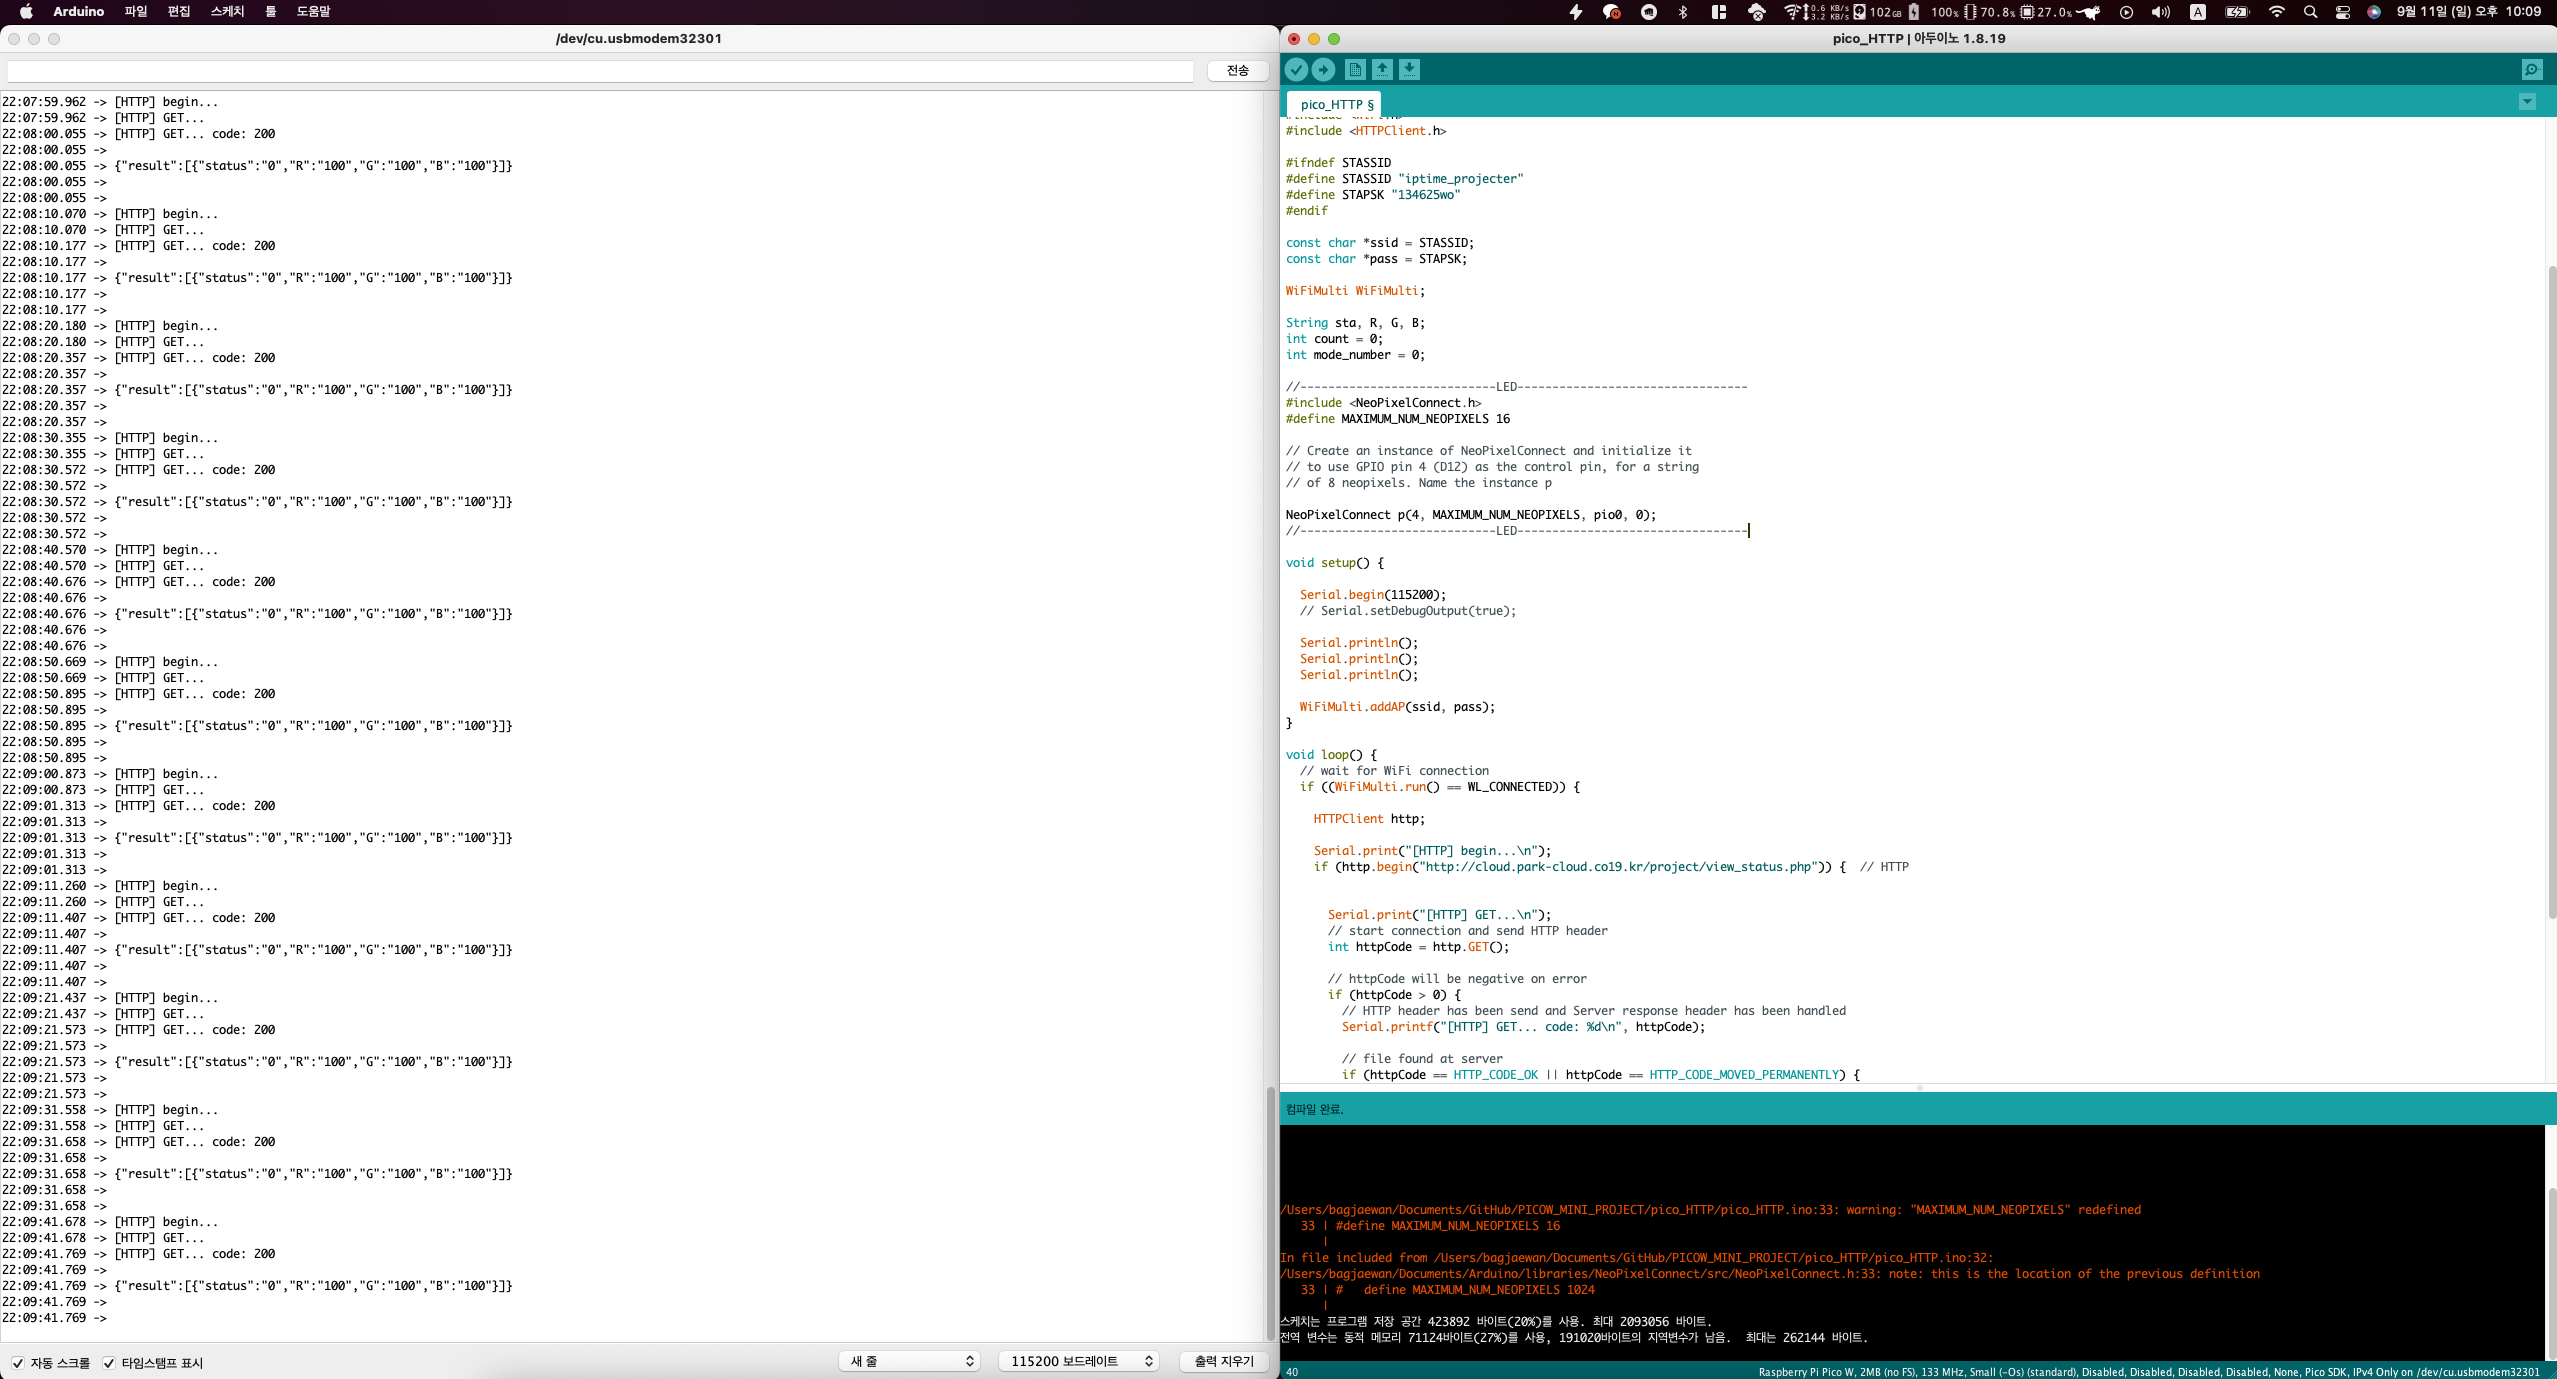 Arduino 파일 편집 스케치 툴 도움말
0.6 KB/s
3.2 KB/s
102GB 100% 70.8% 27.0% A 9월 11일 (일) 오후 10:09
/dev/cu.usbmodem32301
전송
22:07:59.962 -> [HTTP] begin...
22:07:59.962 -> [HTTP] GET...
22:08:00.055 -> [HTTP] GET... code: 200
22:08:00.055 ->
22:08:00.055 -> {"result":[{"status":"0","R":"100","G":"100","B":"100"}]}
22:08:00.055 ->
22:08:00.055 ->
22:08:10.070 -> [HTTP] begin...
22:08:10.070 -> [HTTP] GET...
22:08:10.177 -> [HTTP] GET... code: 200
22:08:10.177 ->
22:08:10.177 -> {"result":[{"status":"0","R":"100","G":"100","B":"100"}]}
22:08:10.177 ->
22:08:10.177 ->
22:08:20.180 -> [HTTP] begin...
22:08:20.180 -> [HTTP] GET...
22:08:20.357 -> [HTTP] GET... code: 200
22:08:20.357 ->
22:08:20.357 -> {"result":[{"status":"0","R":"100","G":"100","B":"100"}]}
22:08:20.357 ->
22:08:20.357 ->
22:08:30.355 -> [HTTP] begin...
22:08:30.355 -> [HTTP] GET...
22:08:30.572 -> [HTTP] GET... code: 200
22:08:30.572 ->
22:08:30.572 -> {"result":[{"status":"0","R":"100","G":"100","B":"100"}]}
22:08:30.572 ->
22:08:30.572 ->
22:08:40.570 -> [HTTP] begin...
22:08:40.570 -> [HTTP] GET...
22:08:40.676 -> [HTTP] GET... code: 200
22:08:40.676 ->
22:08:40.676 -> {"result":[{"status":"0","R":"100","G":"100","B":"100"}]}
22:08:40.676 ->
22:08:40.676 ->
22:08:50.669 -> [HTTP] begin...
22:08:50.669 -> [HTTP] GET...
22:08:50.895 -> [HTTP] GET... code: 200
22:08:50.895 ->
22:08:50.895 -> {"result":[{"status":"0","R":"100","G":"100","B":"100"}]}
22:08:50.895 ->
22:08:50.895 ->
22:09:00.873 -> [HTTP] begin...
22:09:00.873 -> [HTTP] GET...
22:09:01.313 -> [HTTP] GET... code: 200
22:09:01.313 ->
22:09:01.313 -> {"result":[{"status":"0","R":"100","G":"100","B":"100"}]}
22:09:01.313 ->
22:09:01.313 ->
22:09:11.260 -> [HTTP] begin...
22:09:11.260 -> [HTTP] GET...
22:09:11.407 -> [HTTP] GET... code: 200
22:09:11.407 ->
22:09:11.407 -> {"result":[{"status":"0","R":"100","G":"100","B":"100"}]}
22:09:11.407 ->
22:09:11.407 ->
22:09:21.437 -> [HTTP] begin...
22:09:21.437 -> [HTTP] GET...
22:09:21.573 -> [HTTP] GET... code: 200
22:09:21.573 ->
22:09:21.573 -> {"result":[{"status":"0","R":"100","G":"100","B":"100"}]}
22:09:21.573 ->
22:09:21.573 ->
22:09:31.558 -> [HTTP] begin...
22:09:31.558 -> [HTTP] GET...
22:09:31.658 -> [HTTP] GET... code: 200
22:09:31.658 ->
22:09:31.658 -> {"result":[{"status":"0","R":"100","G":"100","B":"100"}]}
22:09:31.658 ->
22:09:31.658 ->
22:09:41.678 -> [HTTP] begin...
22:09:41.678 -> [HTTP] GET...
22:09:41.769 -> [HTTP] GET... code: 200
22:09:41.769 ->
22:09:41.769 -> {"result":[{"status":"0","R":"100","G":"100","B":"100"}]}
22:09:41.769 ->
22:09:41.769 ->
자동 스크롤 타임스탬프 표시 새 줄 115200 보드레이트 출력 지우기
pico_HTTP | 아두이노 1.8.19
pico_HTTP §
#include <HTTPClient.h>
#ifndef STASSID
#define STASSID "iptime_projecter"
#define STAPSK "134625wo"
#endif
const char *ssid = STASSID;
const char *pass = STAPSK;
WiFiMulti WiFiMulti;
String sta, R, G, B;
int count = 0;
int mode_number = 0;
//----------------------------LED---------------------------------
#include <NeoPixelConnect.h>
#define MAXIMUM_NUM_NEOPIXELS 16
// Create an instance of NeoPixelConnect and initialize it
// to use GPIO pin 4 (D12) as the control pin, for a string
// of 8 neopixels. Name the instance p
NeoPixelConnect p(4, MAXIMUM_NUM_NEOPIXELS, pio0, 0);
//----------------------------LED---------------------------------
void setup() {
Serial.begin(115200);
// Serial.setDebugOutput(true);
Serial.println();
Serial.println();
Serial.println();
WiFiMulti.addAP(ssid, pass);
}
void loop() {
// wait for WiFi connection
if ((WiFiMulti.run() == WL_CONNECTED)) {
HTTPClient http;
Serial.print("[HTTP] begin...\n");
if (http.begin("http://cloud.park-cloud.co19.kr/project/view_status.php")) {  // HTTP
Serial.print("[HTTP] GET...\n");
// start connection and send HTTP header
int httpCode = http.GET();
// httpCode will be negative on error
if (httpCode > 0) {
// HTTP header has been send and Server response header has been handled
Serial.printf("[HTTP] GET... code: %d\n", httpCode);
// file found at server
if (httpCode == HTTP_CODE_OK || httpCode == HTTP_CODE_MOVED_PERMANENTLY) {
컴파일 완료.
/Users/bagjaewan/Documents/GitHub/PICOW_MINI_PROJECT/pico_HTTP/pico_HTTP.ino:33: warning: "MAXIMUM_NUM_NEOPIXELS" redefined
33 | #define MAXIMUM_NUM_NEOPIXELS 16
|
In file included from /Users/bagjaewan/Documents/GitHub/PICOW_MINI_PROJECT/pico_HTTP/pico_HTTP.ino:32:
/Users/bagjaewan/Documents/Arduino/libraries/NeoPixelConnect/src/NeoPixelConnect.h:33: note: this is the location of the previous definition
33 | #   define MAXIMUM_NUM_NEOPIXELS 1024
|
스케치는 프로그램 저장 공간 423892 바이트(20%)를 사용. 최대 2093056 바이트.
전역 변수는 동적 메모리 71124바이트(27%)를 사용, 191020바이트의 지역변수가 남음.  최대는 262144 바이트.
40 Raspberry Pi Pico W, 2MB (no FS), 133 MHz, Small (-Os) (standard), Disabled, Disabled, Disabled, Disabled, Disabled, None, Pico SDK, IPv4 Only on /dev/cu.usbmodem32301